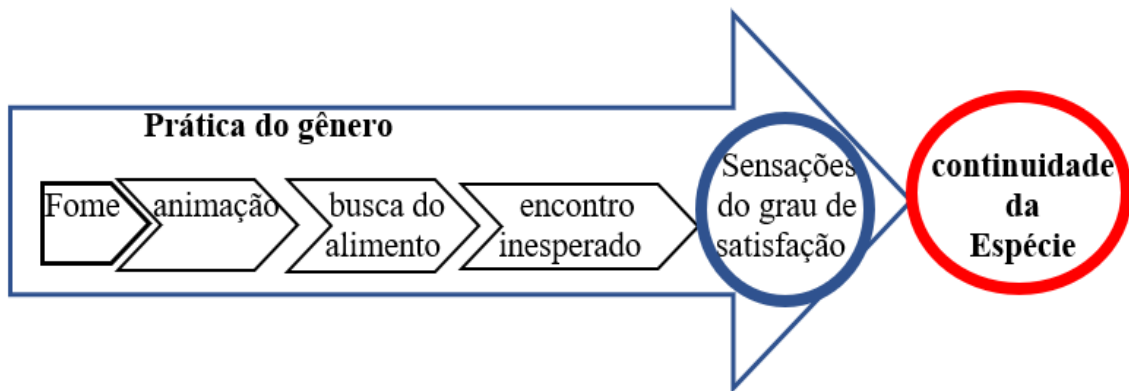 Prática do gênero
Fome
animação
busca do
alimento
encontro
inesperado
Sensações
do grau de
satisfação
continuidade
da
Espécie